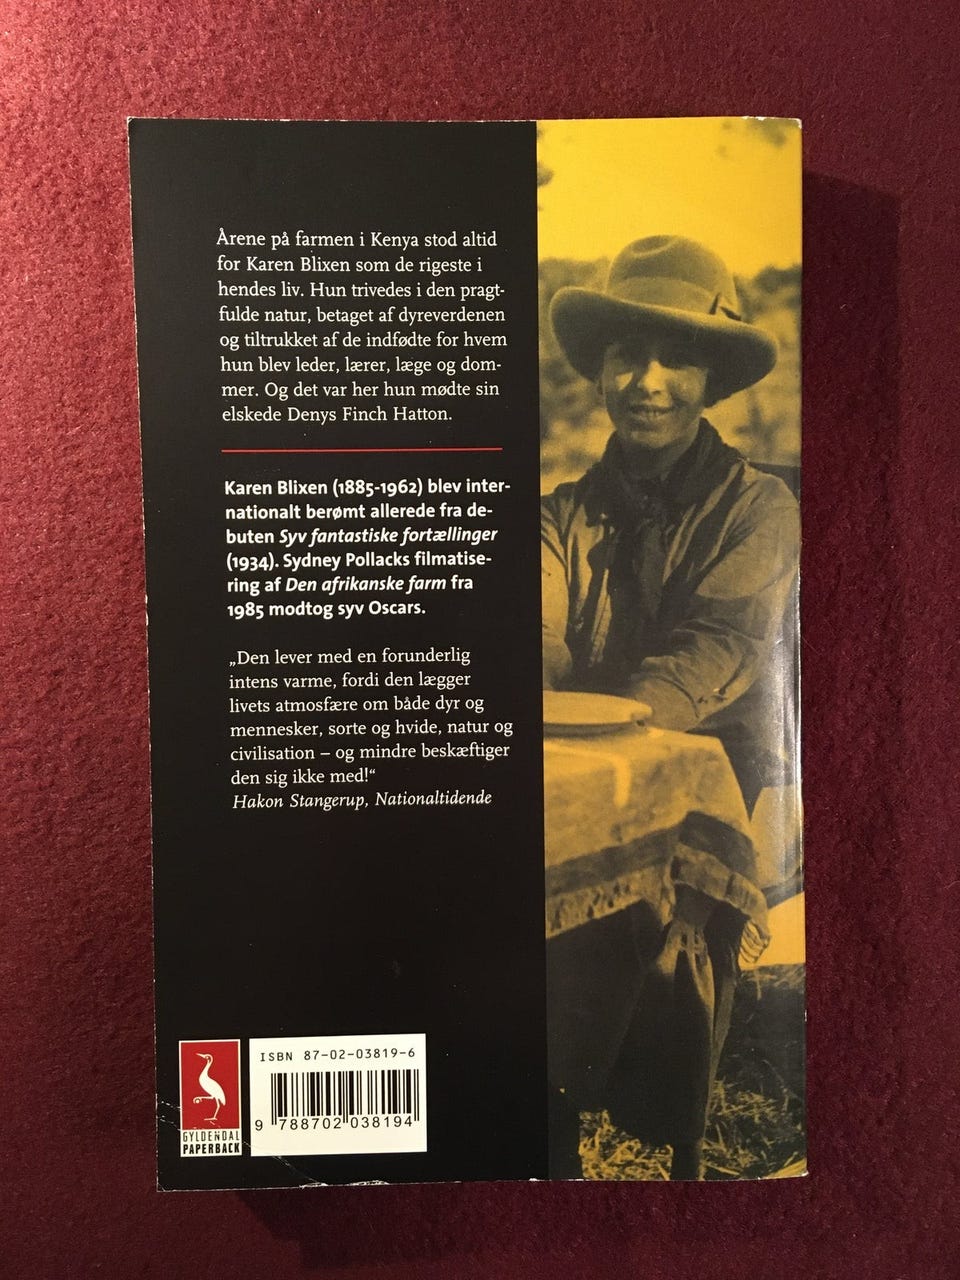 Årene på farmen i Kenya stod altid
for Karen Blixen som de rigeste i
hendes liv. Hun trivedes i den pragt-
fulde natur, betaget af dyreverdenen
og tiltrukket af de indfødte for hvem
hun blev leder, lærer, læge og dom-
mer. Og det var her hun mødte sin
elskede Denys Finch Hatton.
Karen Blixen (1885-1962) blev inter-
nationalt berømt allerede fra de-
buten Syv fantastiske fortællinger
(1934). Sydney Pollacks filmatise-
ring af Den afrikanske farm fra
1985 modtog syv Oscars.
„Den lever med en forunderlig
intens varme, fordi den lægger
livets atmosfære om både dyr og
mennesker, sorte og hvide, natur og
civilisation – og mindre beskæftiger
den sig ikke med!“
Hakon Stangerup, Nationaltidende
GYLDENDAL
PAPERBACK
ISBN 87-02-03819-6
9 788702 038194